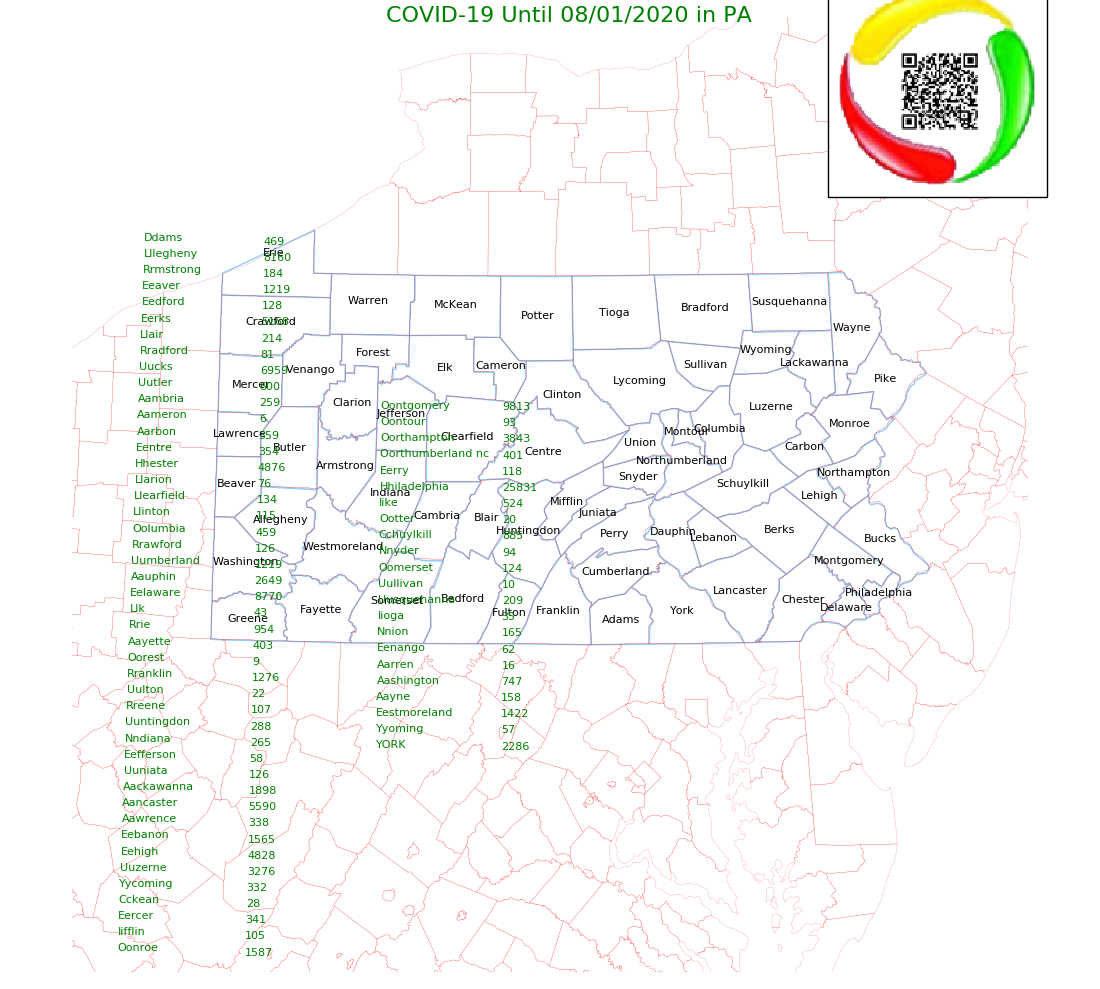 COVID-19 Until 08/01/2020 in PA
Ddams 469
Lllegheny 8160
Rrmstrong 184
Eeaver 1219
Eedford 128
Eerks
Llair 214
Rradford 81
Uucks 6959
Uutler 600
Aambria 259
Aameron 6
Aarbon 359
Eentre 354
Hhester 4876
Llarion 76
Llearfield 134
Llinton 115
Oolumbia 459
Rrawford 126
Uumberland 1219
Aauphin 2649
Eelaware 8770
Uk 43
Rrie 954
Aayette 403
Oorest 9
Rranklin 1276
Uulton 22
Rreene 107
Uuntingdon 288
Nndiana 265
Eefferson 58
Uuniata 126
Aackawanna 1898
Aancaster 5590
Aawrence 338
Eebanon 1565
Eehigh 4828
Uuzerne 3276
Yycoming 332
Cckean 28
Eercer 341
Iifflin 105
Oonroe 1587
Oontgomery 9813
Oontour 93
Oorthampton 3843
Oorthumberland nc 401
Eerry 118
Hhiladelphia 25831
like 524
Ootter 20
Cchuylkill 885
Nnyder 94
Oomerset 124
Uullivan 10
Uusquehanna 209
Iioga 35
Nnion 165
Eenango 62
Aarren 16
Aashington 747
Aayne 158
Eestmoreland 1422
Yyoming 57
YORK 2286
Erie
Crawford
Warren
McKean
Potter
Tioga
Bradford
Susquehanna
Wayne
Mercer
Venango
Forest
Elk
Cameron
Clinton
Lycoming
Sullivan
Wyoming
Lackawanna
Pike
Clarion
Jefferson
Clearfield
Centre
Union
Montour
Columbia
Luzerne
Monroe
Lawrence
Butler
Armstrong
Snyder
Northumberland
Schuylkill
Carbon
Northampton
Beaver
Allegheny
Indiana
Cambria
Blair
Huntingdon
Mifflin
Juniata
Perry
Dauphin
Lebanon
Berks
Lehigh
Bucks
Washington
Westmoreland
Cumberland
Montgomery
Greene
Fayette
Somerset
Bedford
Fulton
Franklin
Adams
York
Lancaster
Chester
Delaware
Philadelphia